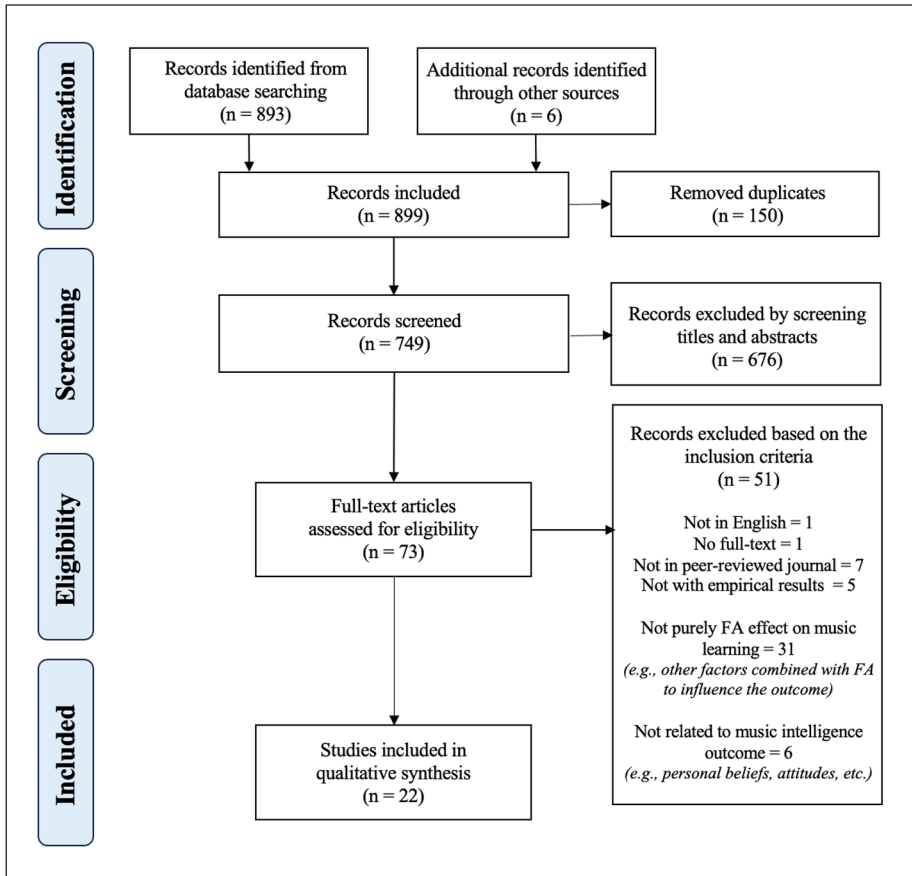 Identification
Records identified from
database searching
(n = 893)
Additional records identified
through other sources
(n = 6)
Records included
(n = 899)
Removed duplicates
(n = 150)
Screening
Records screened
(n = 749)
Records excluded by screening
titles and abstracts
(n = 676)
Eligibility
Full-text articles
assessed for eligibility
(n = 73)
Records excluded based on the
inclusion criteria
(n = 51)
Not in English = 1
No full-text = 1
Not in peer-reviewed journal = 7
Not with empirical results = 5
Not purely FA effect on music
learning = 31
(e.g., other factors combined with FA
to influence the outcome)
Not related to music intelligence
outcome = 6
(e.g., personal beliefs, attitudes, etc.)
Included
Studies included in
qualitative synthesis
(n = 22)